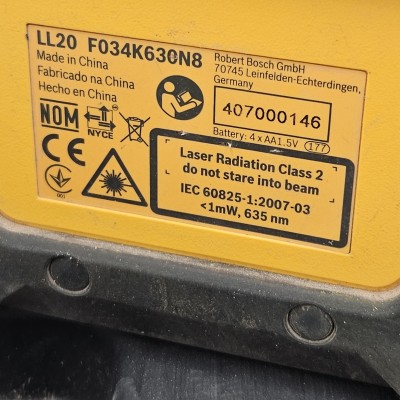 LL20 F034K630N8
Made in China
Fabricado na China
Hecho en China
Robert Bosch GmbH
70745 Leinfelden-Echterdingen,
Germany
407000146
Battery: 4 x AA1.5V 177
NOM
NYCE
CE
001
Laser Radiation Class 2
do not stare into beam
IEC 60825-1:2007-03
<1mW, 635 nm